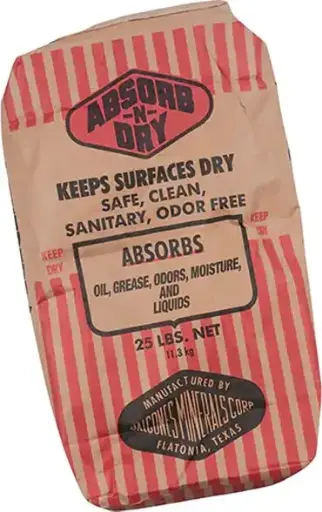 ABSORB
-N-
DRY
KEEPS SURFACES DRY
SAFE, CLEAN,
SANITARY, ODOR FREE
KEEP
DRY
KEEP
DRY
ABSORBS
OIL, GREASE, ODORS, MOISTURE,
AND
LIQUIDS
25 LBS. NET
11.3 kg
MANUFACTURED BY
BALCONES MINERALS CORP.
FLATONIA, TEXAS